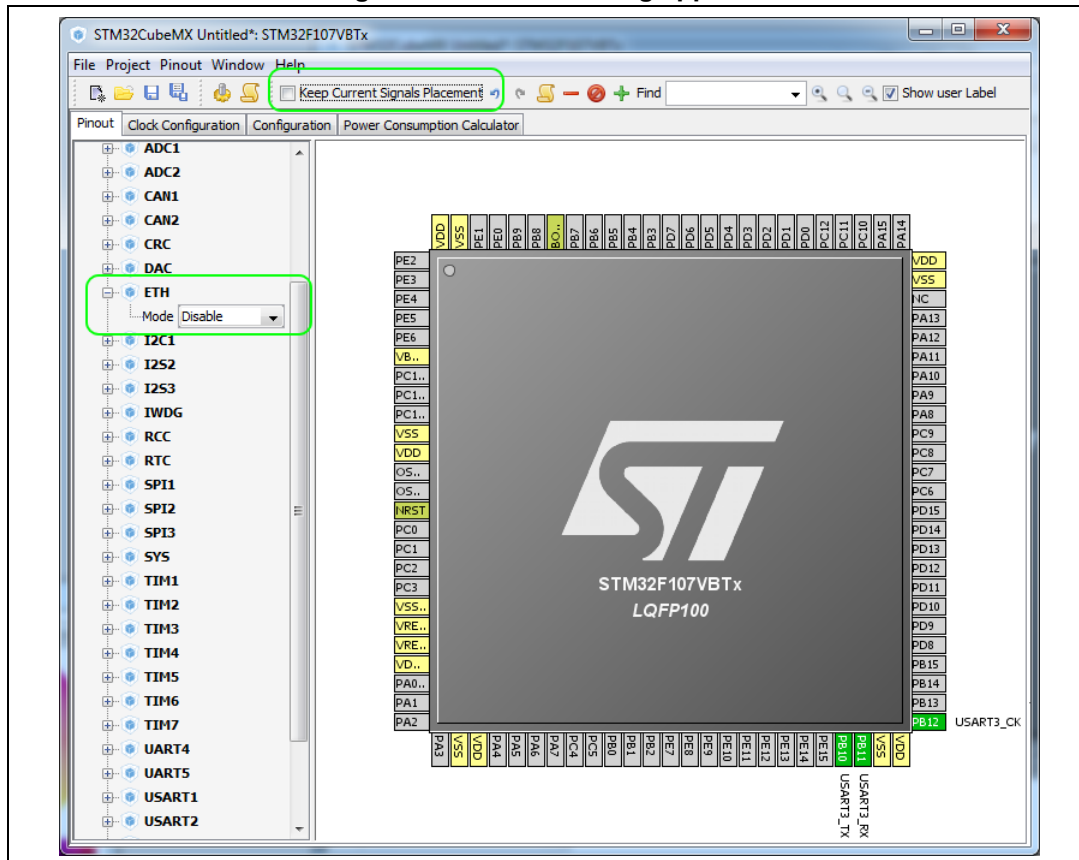 STM32CubeMX Untitled*: STM32F107VBTx
File Project Pinout Window Help
Keep Current Signals Placement Find Show user Label
Pinout Clock Configuration Configuration Power Consumption Calculator
ADC1
ADC2
CAN1
CAN2
CRC
DAC
ETH
Mode Disable
I2C1
I2S2
I2S3
IWDG
RCC
RTC
SPI1
SPI2
SPI3
SYS
TIM1
TIM2
TIM3
TIM4
TIM5
TIM6
TIM7
UART4
UART5
USART1
USART2
VDD VSS PE1 PE0 PB9 PB8 BO.. PB7 PB6 PB5 PB4 PB3 PD7 PD6 PD5 PD4 PD3 PD2 PD1 PD0 PC12 PC11 PC10 PA15 PA14
PE2
PE3
PE4
PE5
PE6
VB..
PC1..
PC1..
PC1..
VSS
VDD
OS..
OS..
NRST
PC0
PC1
PC2
PC3
VSS..
VRE..
VRE..
VD..
PA0..
PA1
PA2
ST
STM32F107VBTx
LQFP100
VDD
VSS
NC
PA13
PA12
PA11
PA10
PA9
PA8
PC9
PC8
PC7
PC6
PD15
PD14
PD13
PD12
PD11
PD10
PD9
PD8
PB15
PB14
PB13
PB12 USART3_CK
PA3 VSS VDD PA4 PA5 PA6 PA7 PC4 PC5 PB0 PB1 PB2 PE7 PE8 PE9 PE10 PE11 PE12 PE13 PE14 PE15 PB10 PB11 VSS VDD
USART3_TX
USART3_RX